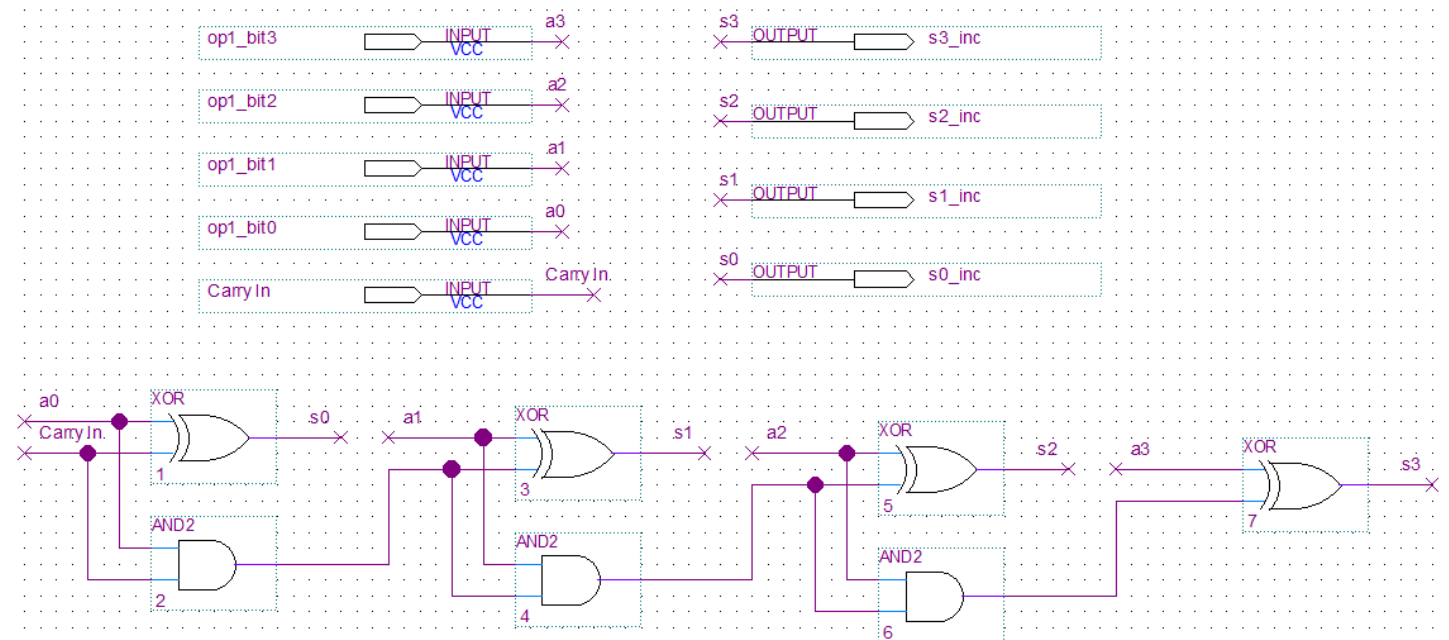 a3
op1_bit3 INPUT
VCC
a2
op1_bit2 INPUT
VCC
a1
op1_bit1 INPUT
VCC
a0
op1_bit0 INPUT
VCC
Carry In
Carry In INPUT
VCC
s3
OUTPUT s3_inc
s2
OUTPUT s2_inc
s1
OUTPUT s1_inc
s0
OUTPUT s0_inc
a0
Carry In
XOR
1
s0
AND2
2
a1
XOR
3
s1
AND2
4
a2
XOR
5
s2
AND2
6
a3
XOR
7
s3